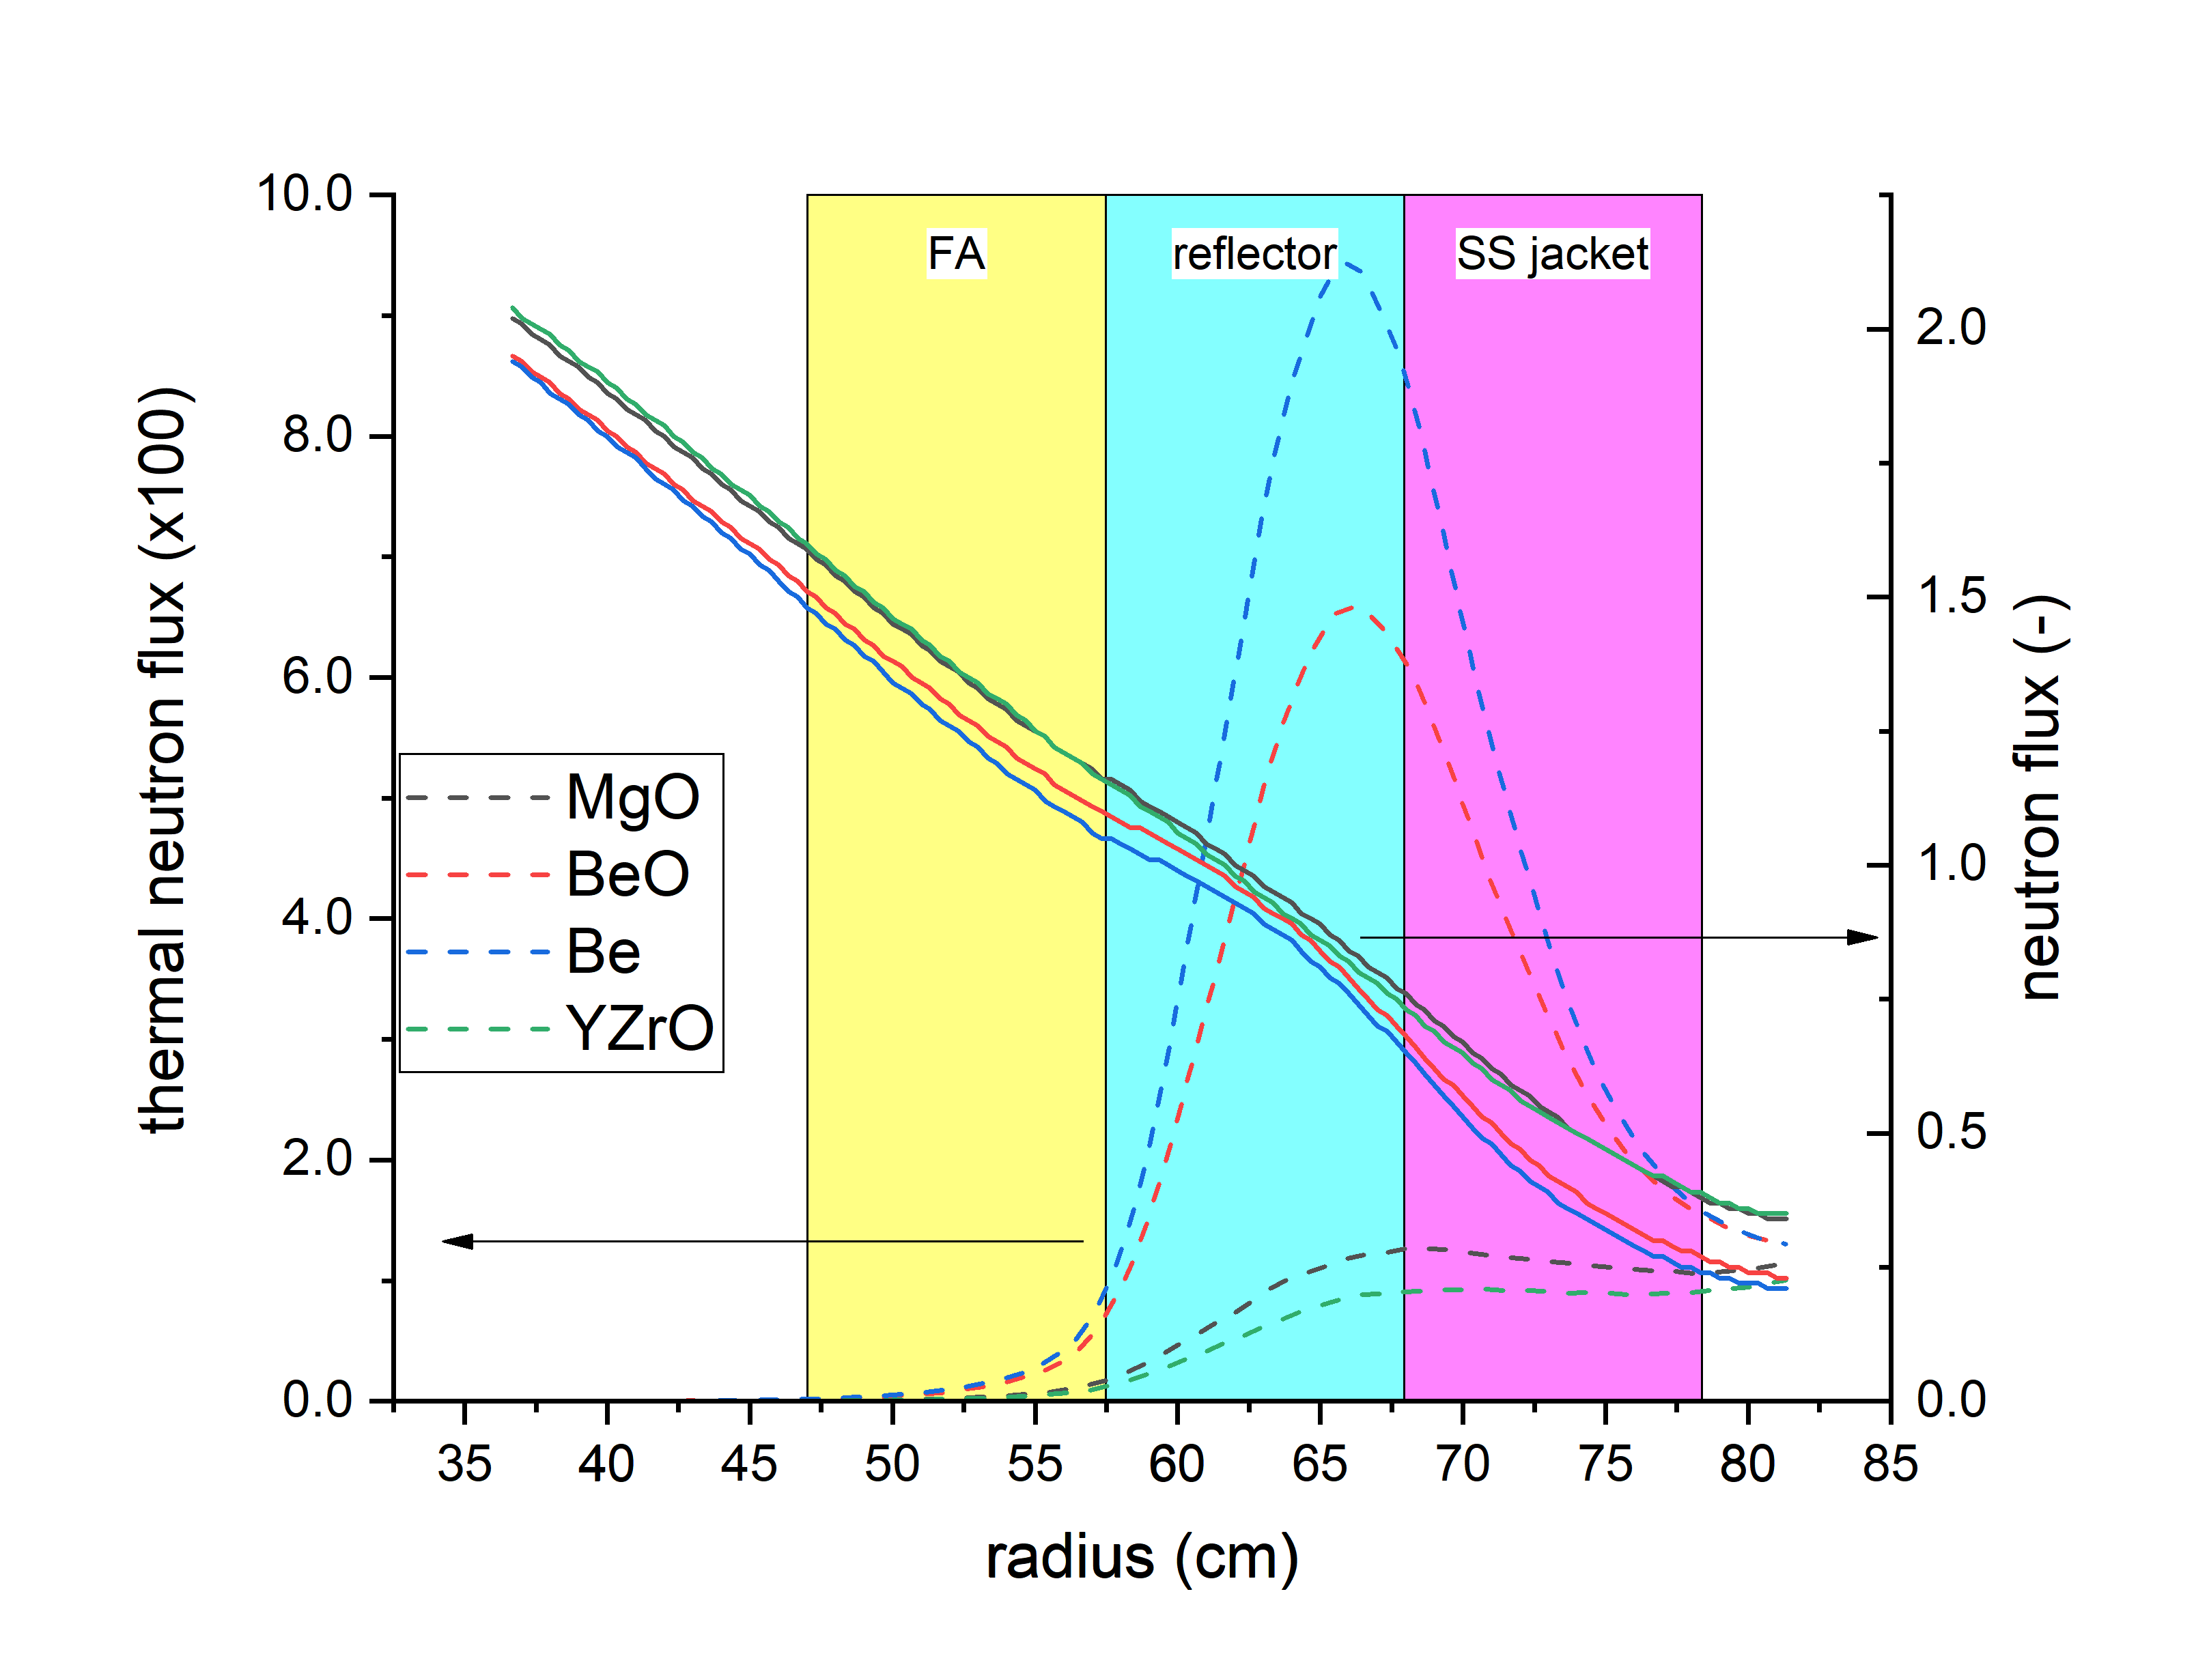 thermal neutron flux (x100)
10.0
8.0
6.0
4.0
2.0
0.0
FA
reflector
SS jacket
MgO
BeO
Be
YZrO
2.0
1.5
1.0
0.5
0.0
neutron flux (-)
35 40 45 50 55 60 65 70 75 80 85
radius (cm)